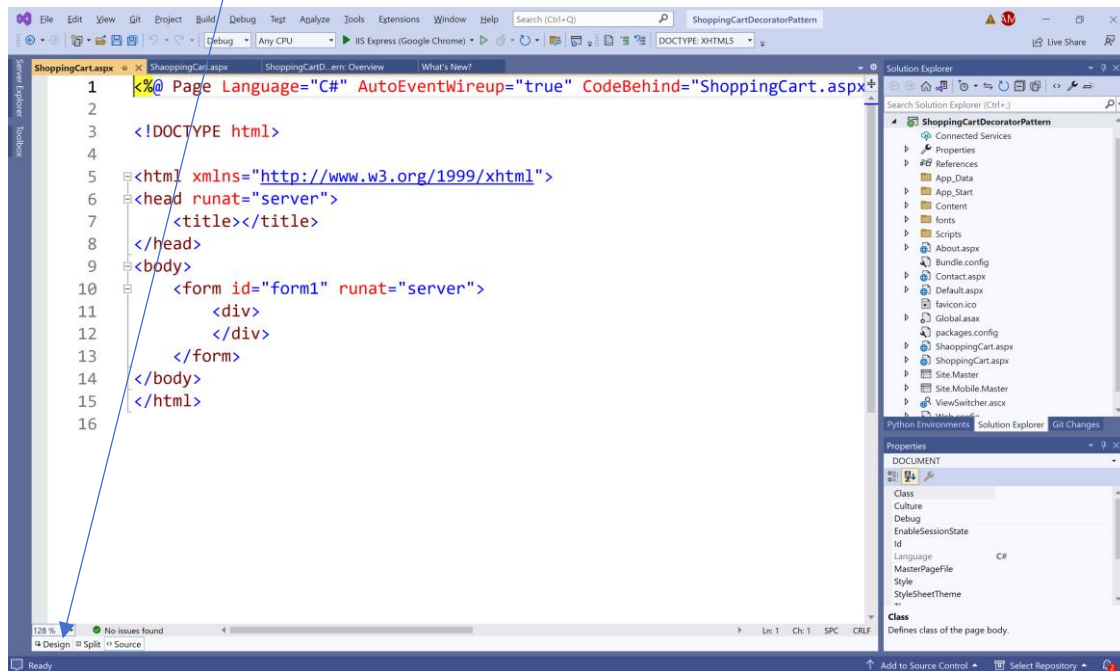 File Edit View Git Project Build Debug Test Analyze Tools Extensions Window Help Search (Ctrl+Q) ShoppingCartDecoratorPattern AM
Debug Any CPU IIS Express (Google Chrome) DOCTYPE: XHTML5 Live Share
Server Explorer
Toolbox
ShoppingCart.aspx ShaoppingCart.aspx ShoppingCartD...ern: Overview What's New?
1 <%@ Page Language="C#" AutoEventWireup="true" CodeBehind="ShoppingCart.aspx
2
3 <!DOCTYPE html>
4
5 <html xmlns="http://www.w3.org/1999/xhtml">
6 <head runat="server">
7 <title></title>
8 </head>
9 <body>
10 <form id="form1" runat="server">
11 <div>
12 </div>
13 </form>
14 </body>
15 </html>
16
128 % No issues found Ln: 1 Ch: 1 SPC CRLF
Design Split Source
Solution Explorer
Search Solution Explorer (Ctrl+;)
ShoppingCartDecoratorPattern
Connected Services
Properties
References
App_Data
App_Start
Content
fonts
Scripts
About.aspx
Bundle.config
Contact.aspx
Default.aspx
favicon.ico
Global.asax
packages.config
ShaoppingCart.aspx
ShoppingCart.aspx
Site.Master
Site.Mobile.Master
ViewSwitcher.ascx
Web.config
Python Environments Solution Explorer Git Changes
Properties
DOCUMENT
Class
Culture
Debug
EnableSessionState
Id
Language C#
MasterPageFile
Style
StyleSheetTheme
Class
Defines class of the page body.
Ready Add to Source Control Select Repository